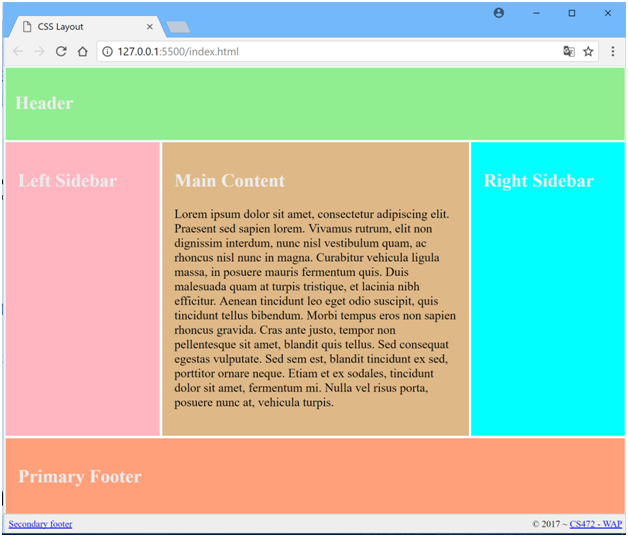 CSS Layout
127.0.0.1:5500/index.html
Header
Left Sidebar
Main Content
Lorem ipsum dolor sit amet, consectetur adipiscing elit.
Praesent sed sapien lorem. Vivamus rutrum, elit non
dignissim interdum, nunc nisl vestibulum quam, ac
rhoncus nisl nunc in magna. Curabitur vehicula ligula
massa, in posuere mauris fermentum quis. Duis
malesuada quam at turpis tristique, et lacinia nibh
efficitur. Aenean tincidunt leo eget odio suscipit, quis
tincidunt tellus bibendum. Morbi tempus eros non sapien
rhoncus gravida. Cras ante justo, tempor non
pellentesque sit amet, blandit quis tellus. Sed consequat
egestas vulputate. Sed sem est, blandit tincidunt ex sed,
porttitor ornare neque. Etiam et ex sodales, tincidunt
dolor sit amet, fermentum mi. Nulla vel risus porta,
posuere nunc at, vehicula turpis.
Right Sidebar
Primary Footer
Secondary footer
© 2017 ~ CS472 - WAP